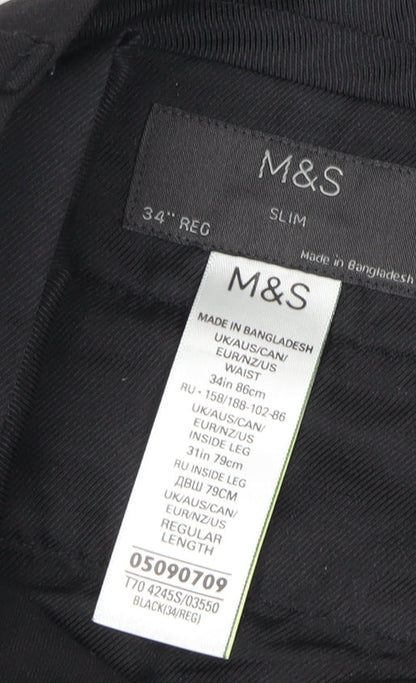 M&S
SLIM
34" REG
Made in Bangladesh
M&S
MADE IN BANGLADESH
UK/AUS/CAN/
EUR/NZ/US
WAIST
34in 86cm
RU - 158/188-102-86
UK/AUS/CAN/
EUR/NZ/US
INSIDE LEG
31in 79cm
RU INSIDE LEG
ДВШ 79CM
UK/AUS/CAN/
EUR/NZ/US
REGULAR
LENGTH
05090709
T70 4245S/03550
BLACK(34/REG)